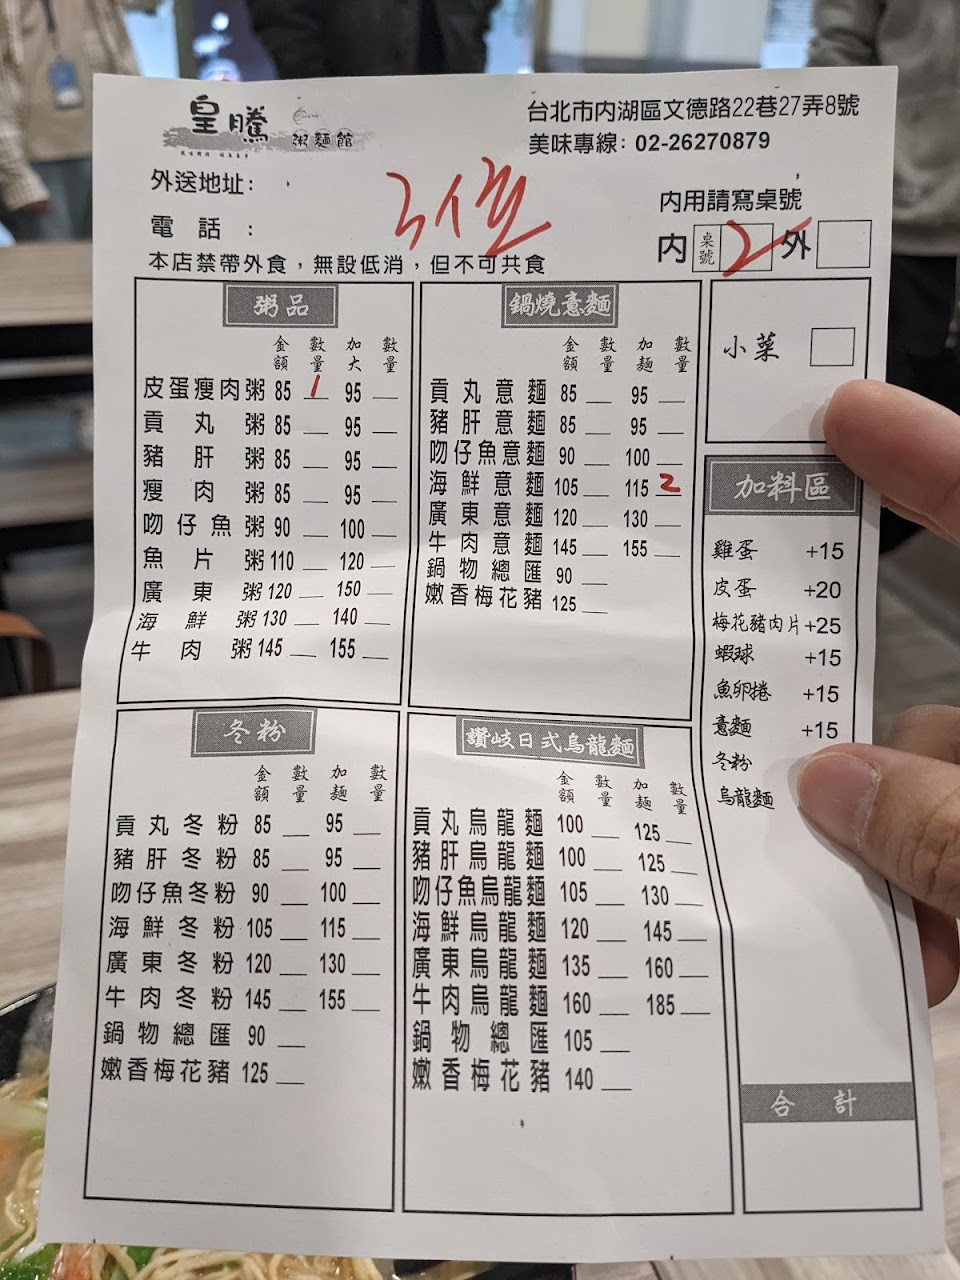 皇騰 粥麵館
台北市內湖區文德路22巷27弄8號
美味專線: 02-26270879
外送地址:
電 話 :
內用請寫桌號
內 桌號 2 外
本店禁帶外食,無設低消,但不可共食
粥品
金額 數量 加大 數量
皮蛋瘦肉粥 85 1 95
貢丸粥 85 95
豬肝粥 85 95
瘦肉粥 85 95
吻仔魚粥 90 100
魚片粥 110 120
廣東粥 120 150
海鮮粥 130 140
牛肉粥 145 155
鍋燒意麵
金額 數量 加麵 數量
貢丸意麵 85 95
豬肝意麵 85 95
吻仔魚意麵 90 100
海鮮意麵 105 115 2
廣東意麵 120 130
牛肉意麵 145 155
鍋物總匯 90
嫩香梅花豬 125
小菜
加料區
雞蛋 +15
皮蛋 +20
梅花豬肉片 +25
蝦球 +15
魚卵捲 +15
意麵 +15
冬粉
烏龍麵
冬粉
金額 數量 加麵 數量
貢丸冬粉 85 95
豬肝冬粉 85 95
吻仔魚冬粉 90 100
海鮮冬粉 105 115
廣東冬粉 120 130
牛肉冬粉 145 155
鍋物總匯 90
嫩香梅花豬 125
讚岐日式烏龍麵
金額 數量 加麵 數量
貢丸烏龍麵 100 125
豬肝烏龍麵 100 125
吻仔魚烏龍麵 105 130
海鮮烏龍麵 120 145
廣東烏龍麵 135 160
牛肉烏龍麵 160 185
鍋物總匯 105
嫩香梅花豬 140
合計